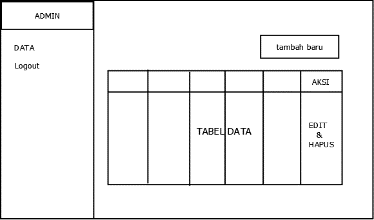 ADMIN
DATA
Logout
tambah baru
AKSI
TABEL DATA
EDIT
&
HAPUS